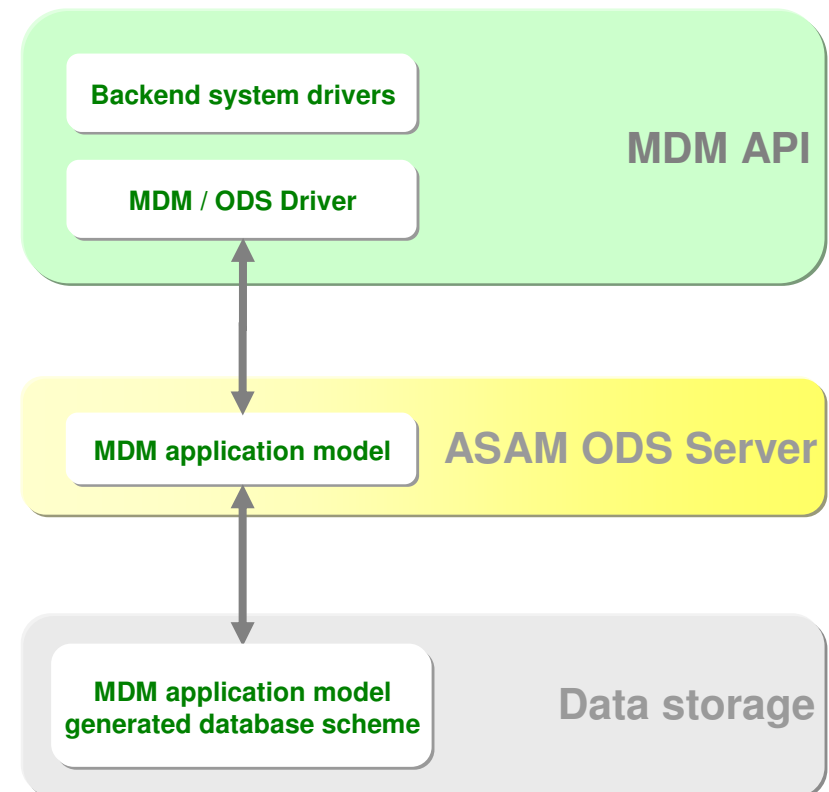 Backend system drivers
MDM API
MDM / ODS Driver
MDM application model
ASAM ODS Server
MDM application model
generated database scheme
Data storage